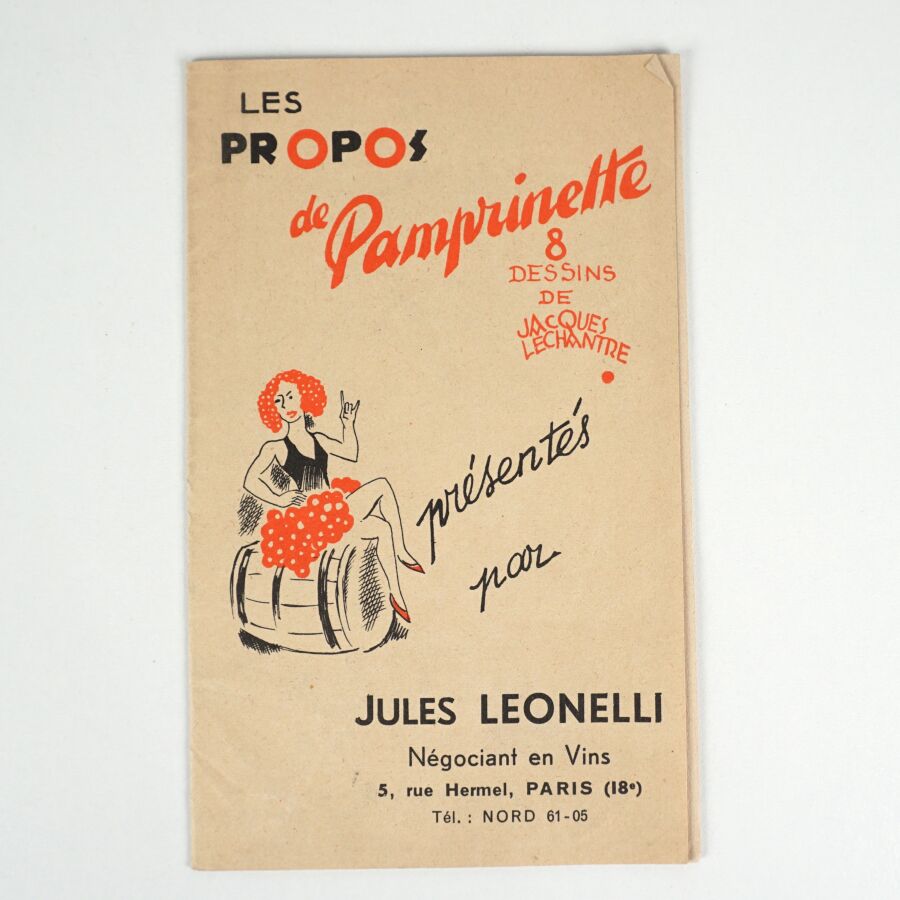 LES
PROPOS
de Pamprinette
8
DESSINS
DE
JACQUES
LECHANTRE
présentés
par
JULES LEONELLI
Négociant en Vins
5, rue Hermel, PARIS (18e)
Tél. : NORD 61-05